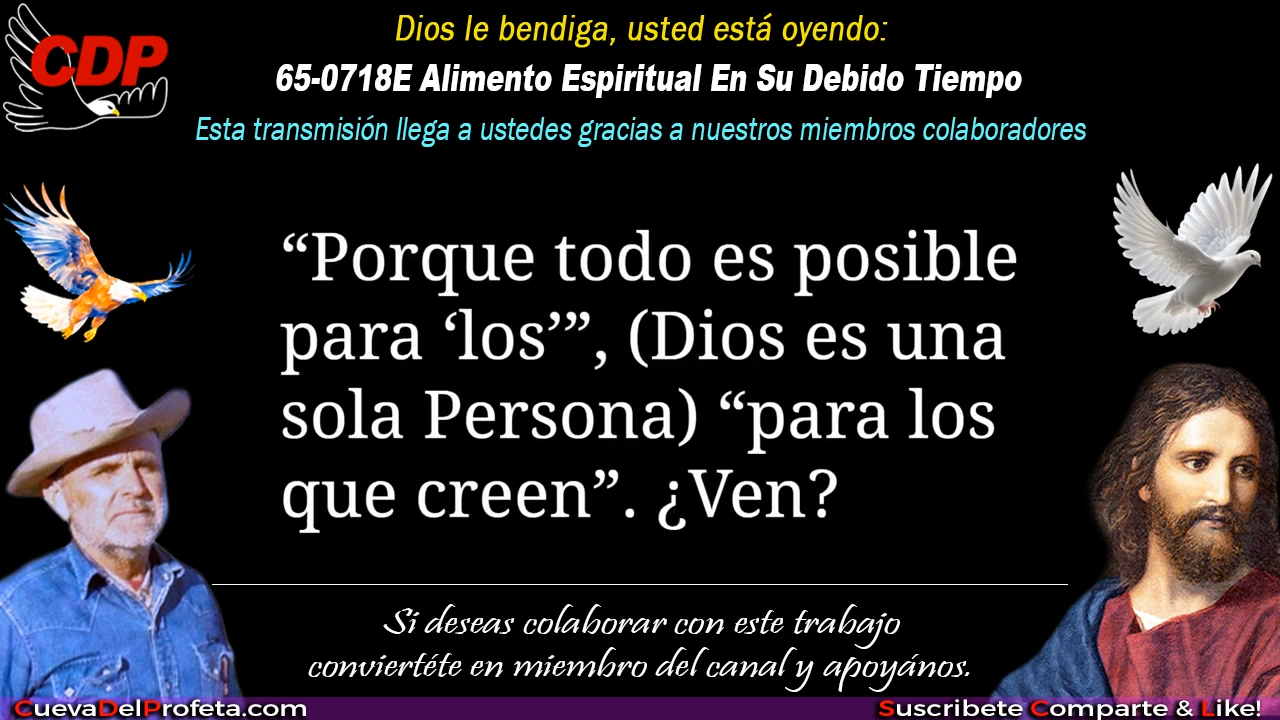 CDP
Dios le bendiga, usted está oyendo:
65-0718E Alimento Espiritual En Su Debido Tiempo
Esta transmisión llega a ustedes gracias a nuestros miembros colaboradores
“Porque todo es posible
para ‘los’”, (Dios es una
sola Persona) “para los
que creen”. ¿Ven?
Si deseas colaborar con este trabajo
conviertéte en miembro del canal y apoyános.
CuevaDelProfeta.com
Suscribete Comparte & Like!